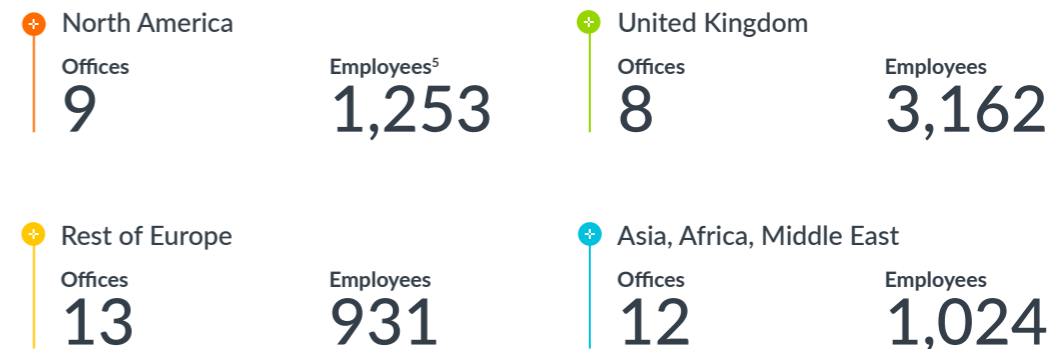 North America
Offices
Employees⁵
9
1,253
United Kingdom
Offices
Employees
8
3,162
Rest of Europe
Offices
Employees
13
931
Asia, Africa, Middle East
Offices
Employees
12
1,024